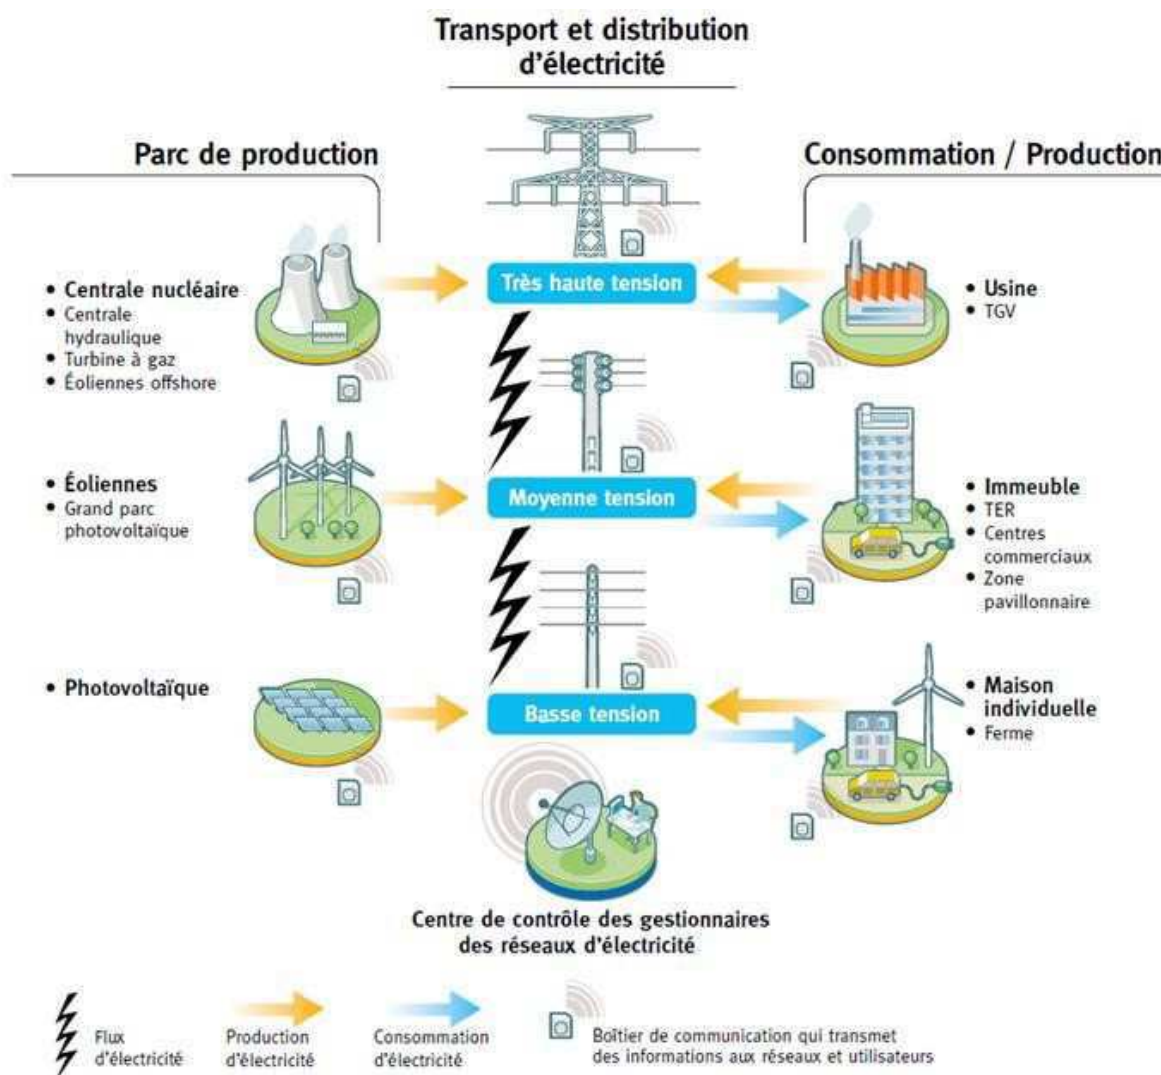 Transport et distribution
d'électricité
Parc de production
Consommation / Production
• Centrale nucléaire
• Centrale
hydraulique
• Turbine à gaz
• Éoliennes offshore
Très haute tension
• Usine
• TGV
• Éoliennes
• Grand parc
photovoltaïque
Moyenne tension
• Immeuble
• TER
• Centres
commerciaux
• Zone
pavillonnaire
• Photovoltaïque
Basse tension
• Maison
individuelle
• Ferme
Centre de contrôle des gestionnaires
des réseaux d'électricité
Flux
d'électricité
Production
d'électricité
Consommation
d'électricité
Boîtier de communication qui transmet
des informations aux réseaux et utilisateurs